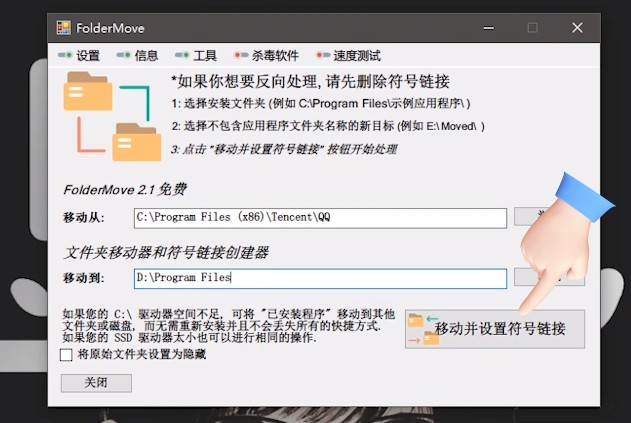 FolderMove
设置 信息 工具 杀毒软件 速度测试
*如果你想要反向处理,请先删除符号链接
1: 选择安装文件夹 (例如 C:\Program Files\示例应用程序\ )
2: 选择不包含应用程序文件夹名称的新目标 (例如 E:\Moved\ )
3: 点击 "移动并设置符号链接" 按钮开始处理
FolderMove 2.1 免费
移动从: C:\Program Files (x86)\Tencent\QQ
文件夹移动器和符号链接创建器
移动到: D:\Program Files
如果您的 C:\ 驱动器空间不足, 可将 "已安装程序" 移动到其他
文件夹或磁盘, 而无需重新安装并且不会丢失所有的快捷方式.
如果您的 SSD 驱动器太小也可以进行相同的操作.
移动并设置符号链接
将原始文件夹设置为隐藏
关闭